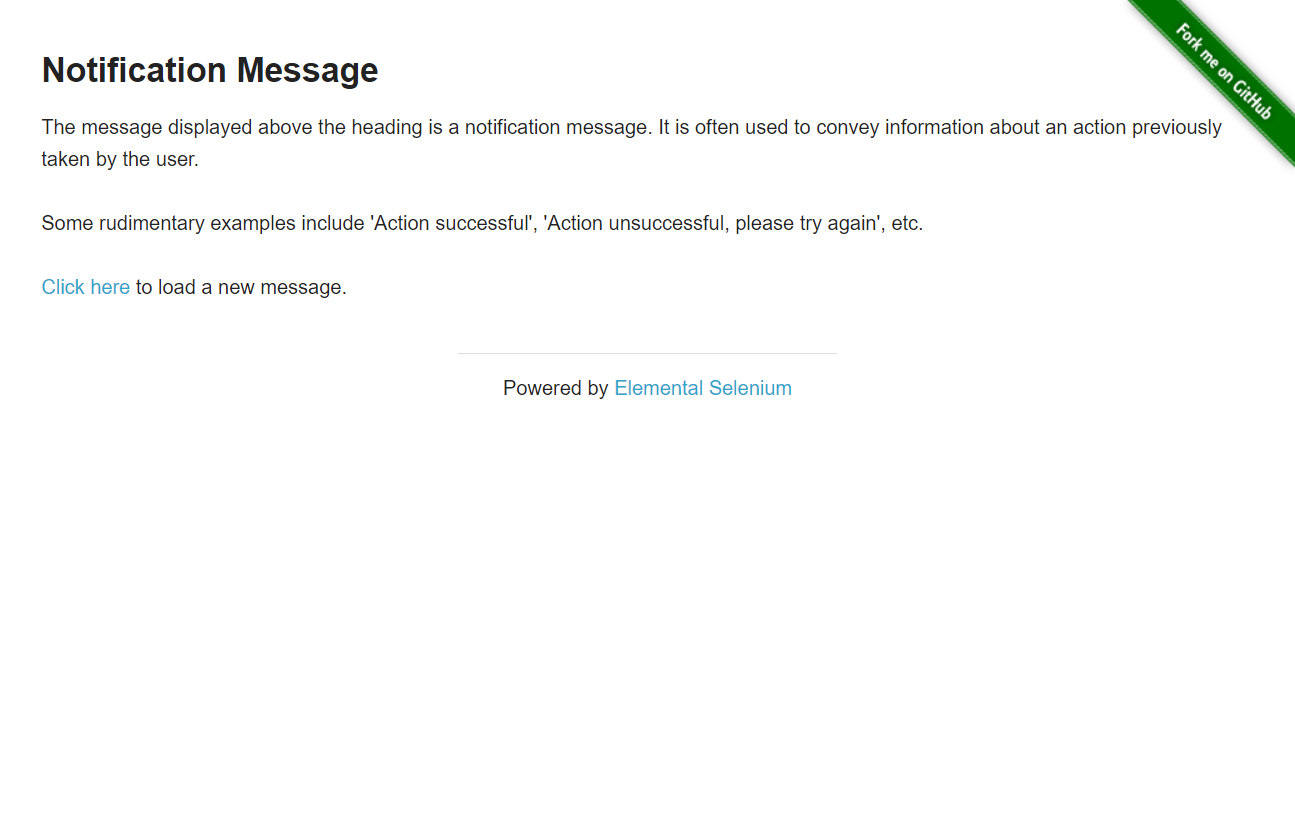 Fork me on GitHub
Notification Message
The message displayed above the heading is a notification message. It is often used to convey information about an action previously
taken by the user.
Some rudimentary examples include 'Action successful', 'Action unsuccessful, please try again', etc.
Click here to load a new message.
Powered by Elemental Selenium